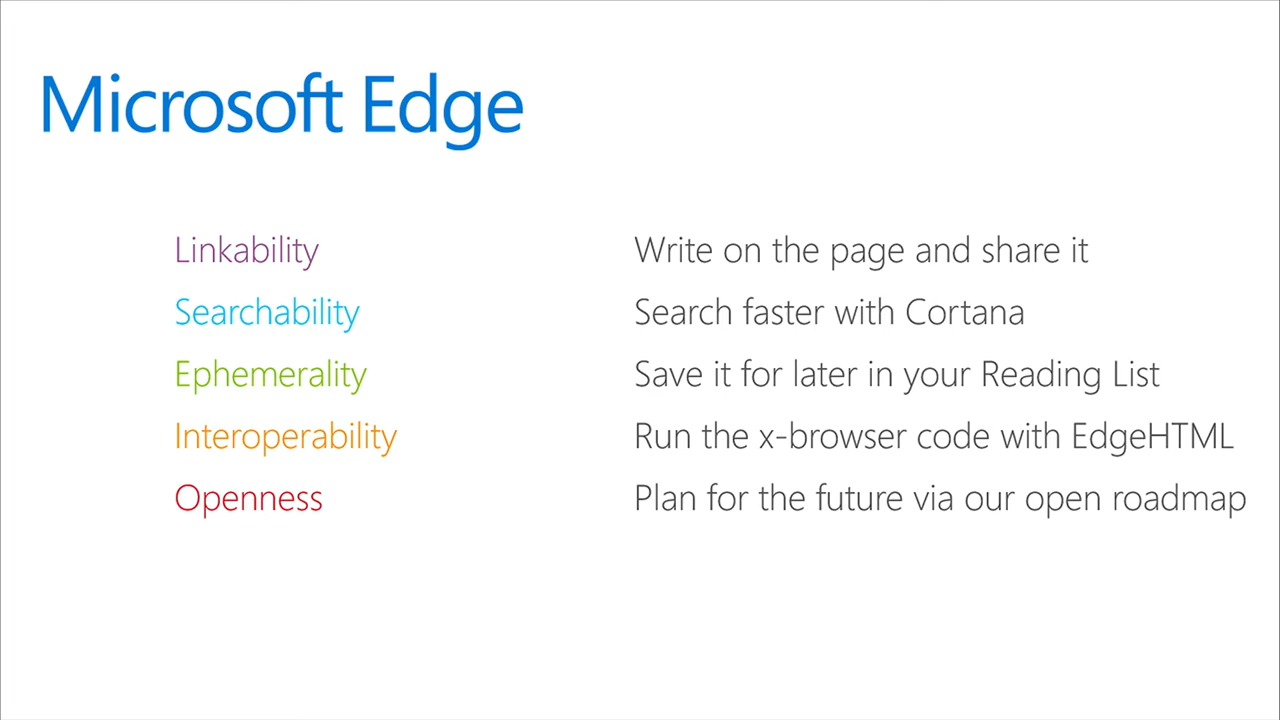 Microsoft Edge
Linkability Write on the page and share it
Searchability Search faster with Cortana
Ephemerality Save it for later in your Reading List
Interoperability Run the x-browser code with EdgeHTML
Openness Plan for the future via our open roadmap